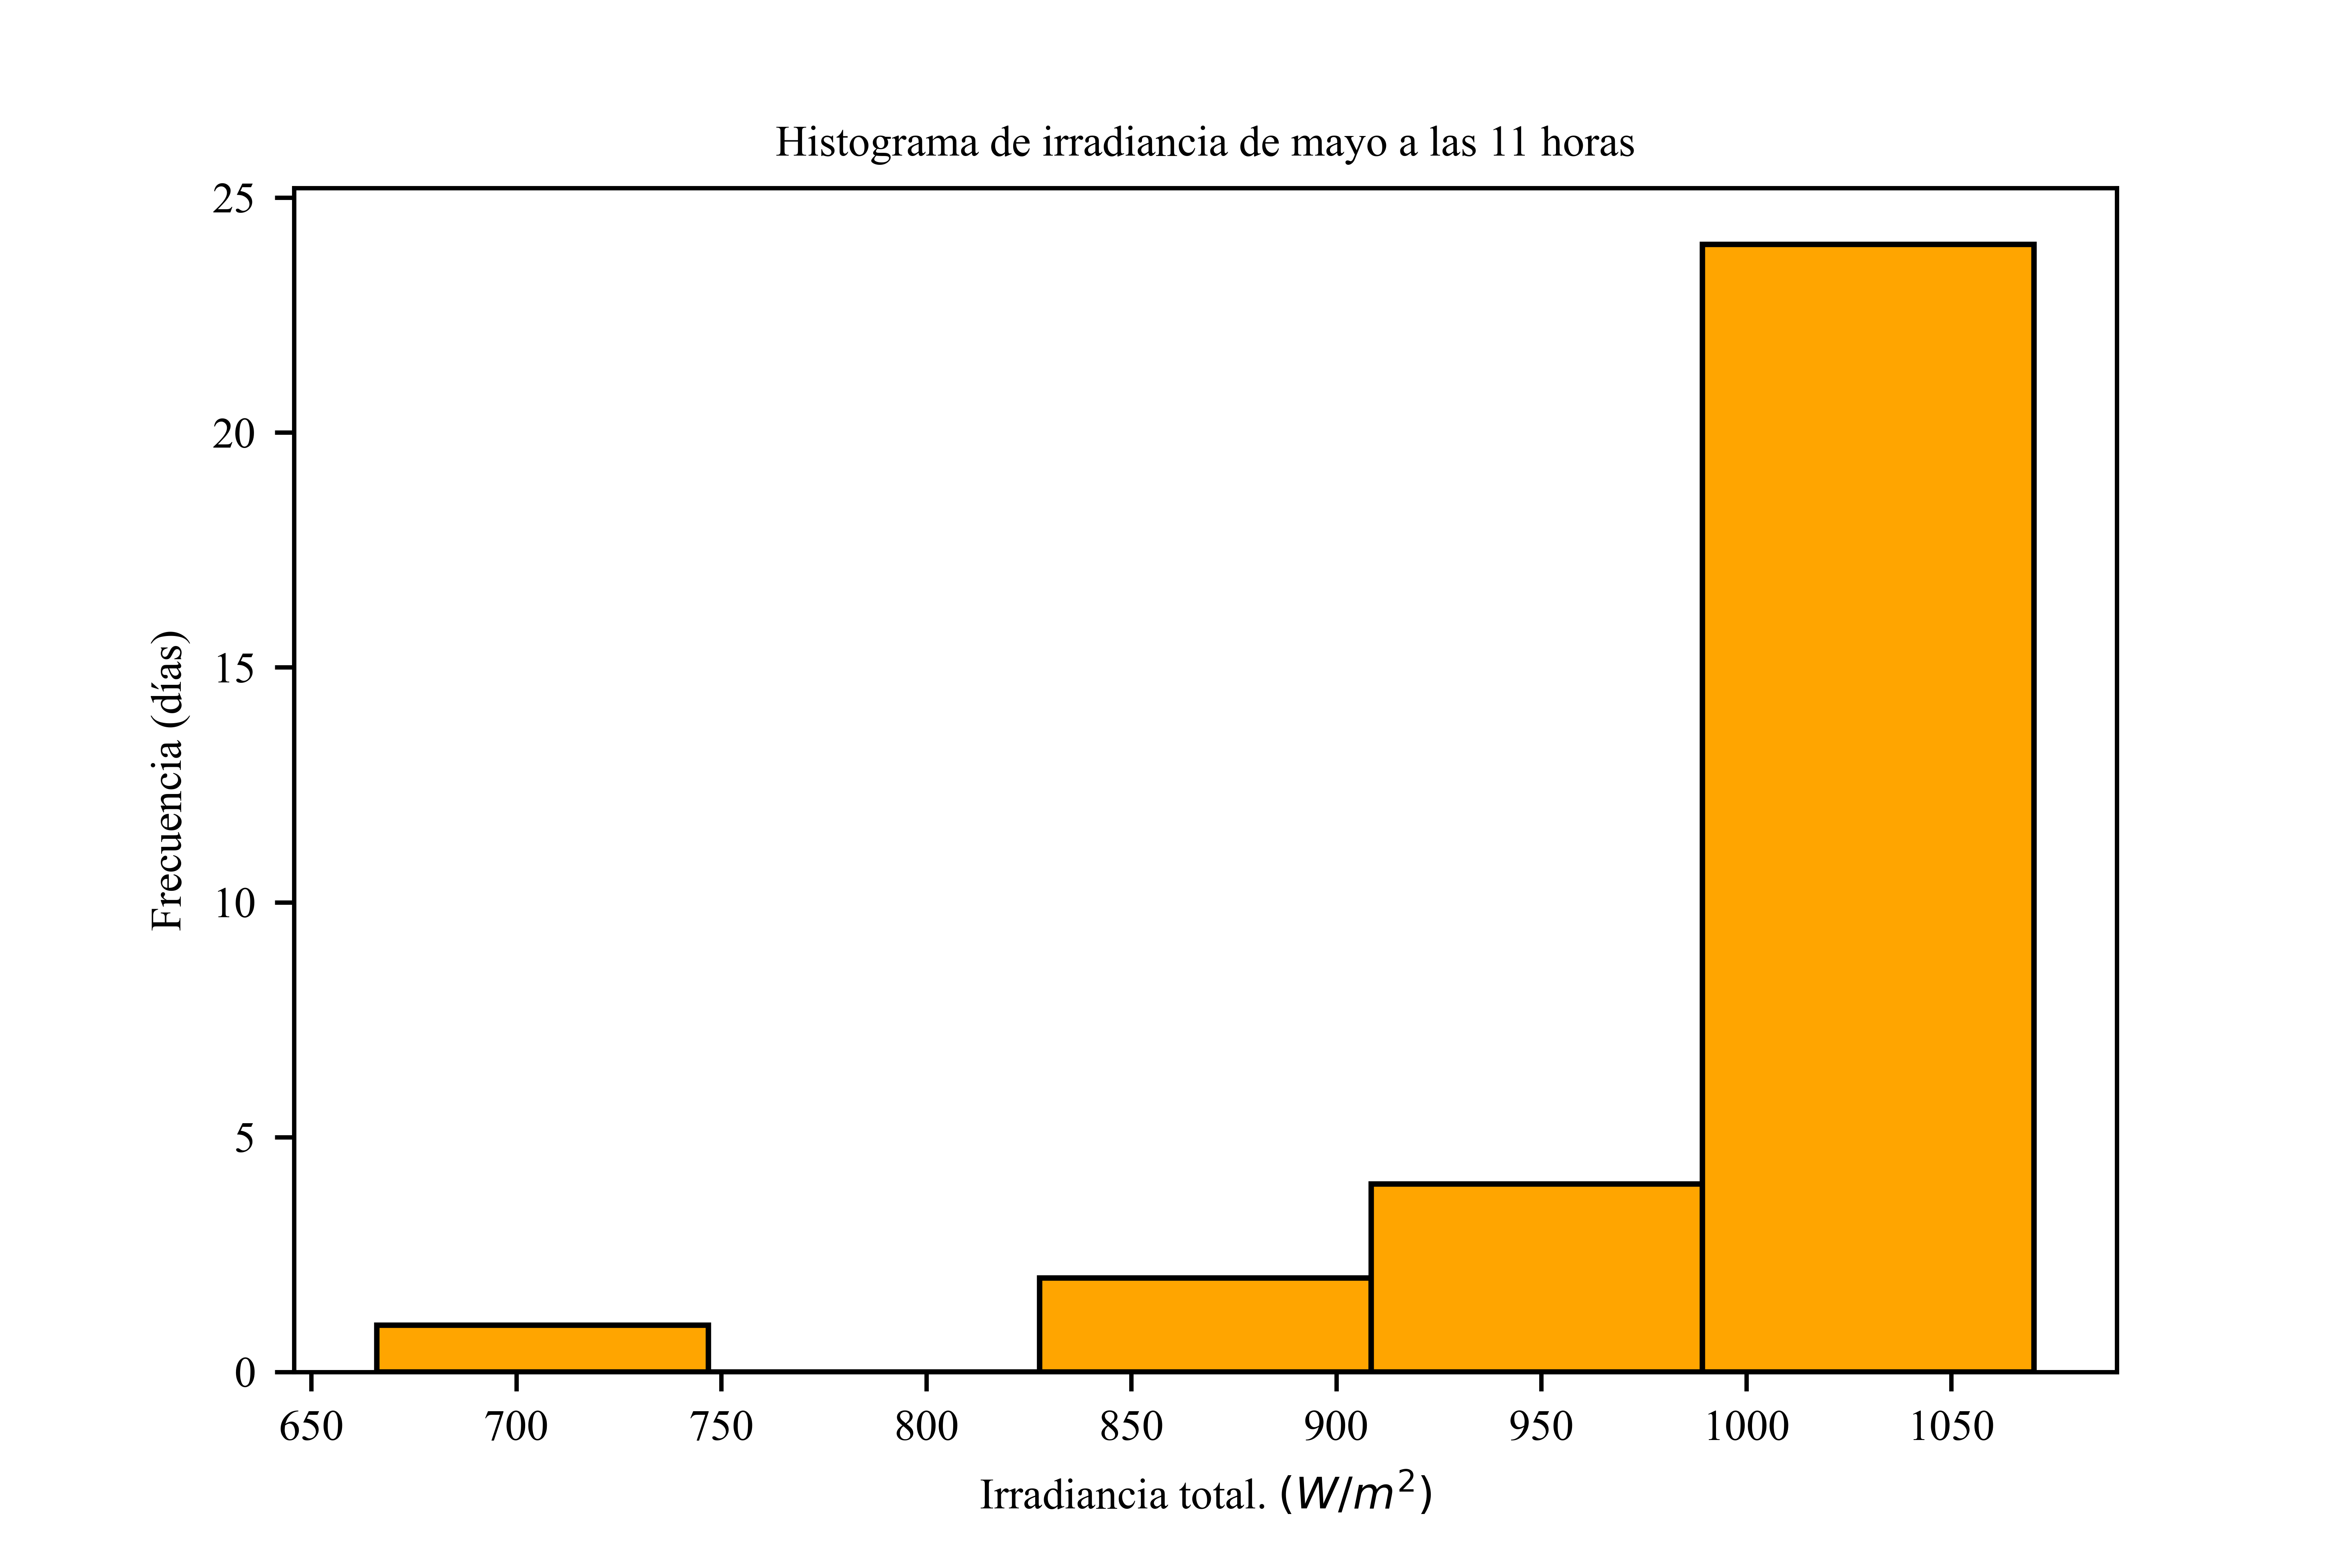 Histograma de irradiancia de mayo a las 11 horas
25
20
15
10
5
0
Frecuencia (días)
650 700 750 800 850 900 950 1000 1050
Irradiancia total. (W/m²)